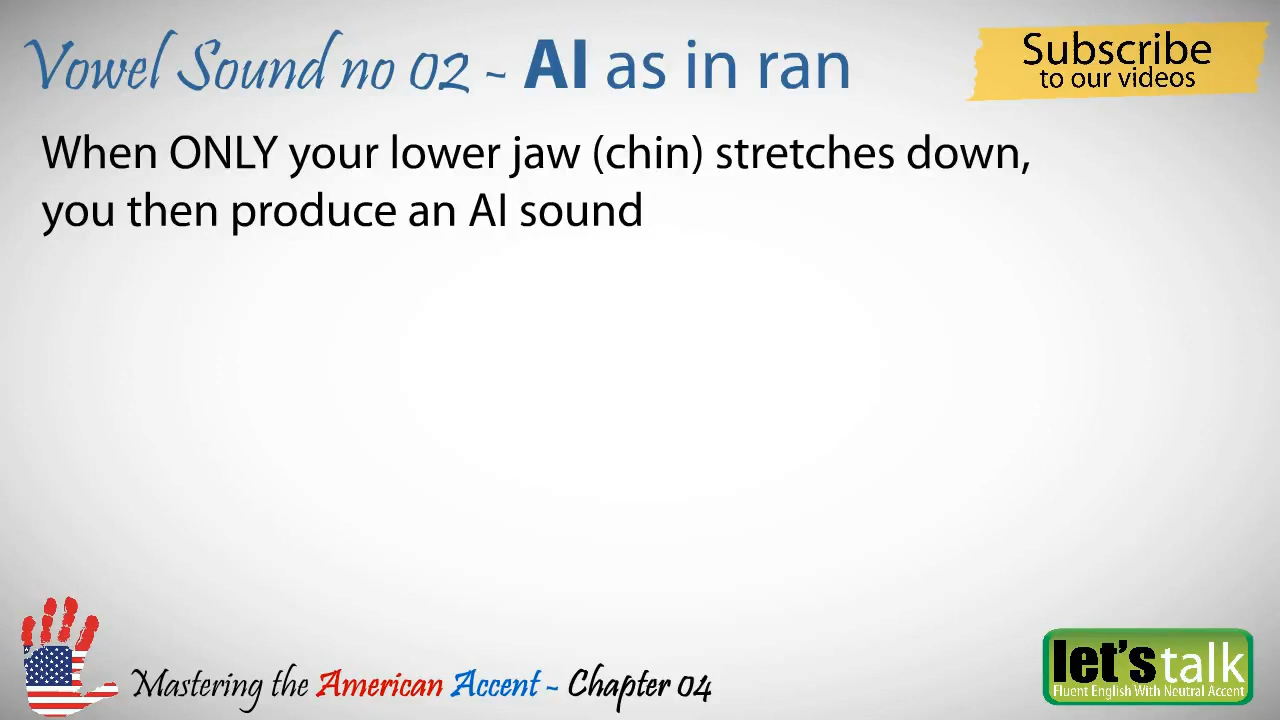 Vowel Sound no 02 - AI as in ran
Subscribe
to our videos
When ONLY your lower jaw (chin) stretches down,
you then produce an AI sound
Mastering the American Accent - Chapter 04
let's talk
Fluent English With Neutral Accent